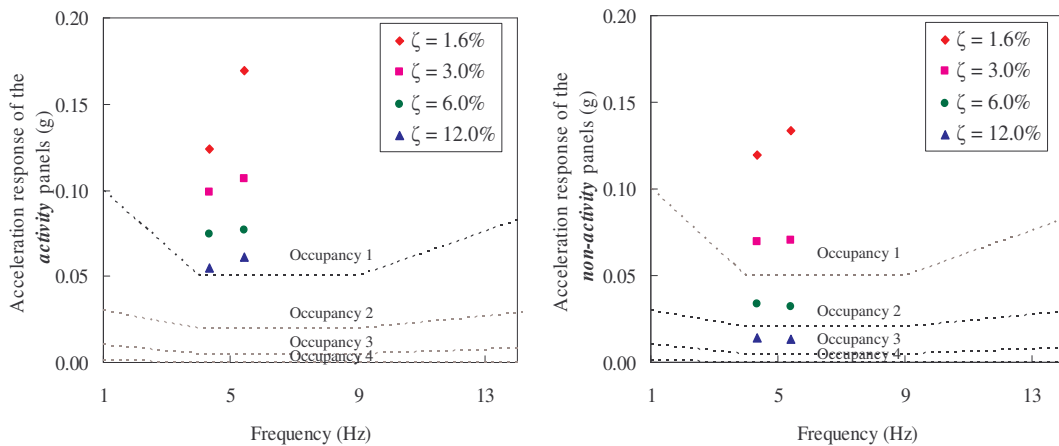 Acceleration response of the
activity panels (g)
0.20
0.15
0.10
0.05
0.00
ζ = 1.6%
ζ = 3.0%
ζ = 6.0%
ζ = 12.0%
Occupancy 1
Occupancy 2
Occupancy 3
Occupancy 4
1 5 9 13
Frequency (Hz)
Acceleration response of the
non-activity panels (g)
0.20
0.15
0.10
0.05
0.00
ζ = 1.6%
ζ = 3.0%
ζ = 6.0%
ζ = 12.0%
Occupancy 1
Occupancy 2
Occupancy 3
Occupancy 4
1 5 9 13
Frequency (Hz)